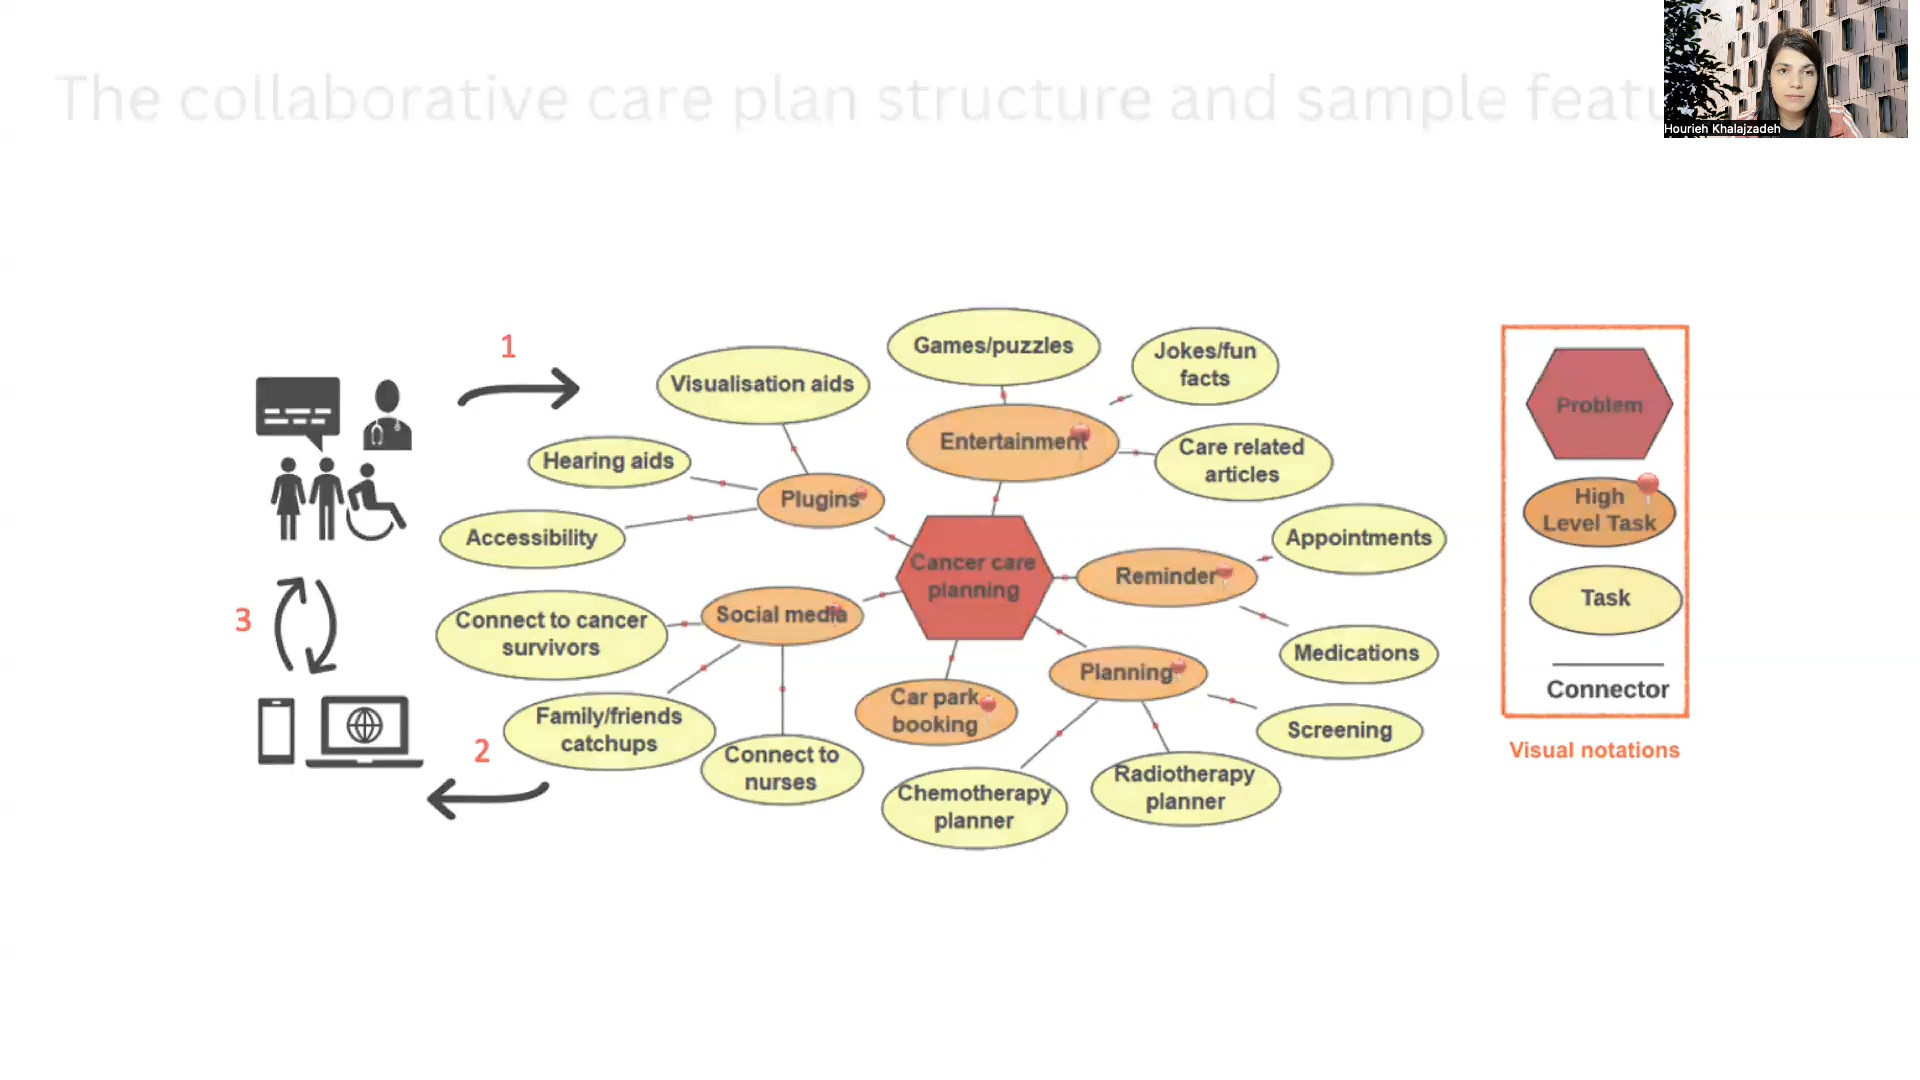 The collaborative care plan structure and sample
Hourieh Khalajzadeh
1
Games/puzzles
Jokes/fun
facts
Visualisation aids
Entertainment
Care related
articles
Hearing aids
Plugins
Accessibility
Appointments
Cancer care
planning
Reminder
3
Social media
Connect to cancer
survivors
Medications
Planning
Car park
booking
Family/friends
catchups
Screening
2
Connect to
nurses
Radiotherapy
planner
Chemotherapy
planner
Problem
High
Level Task
Task
Connector
Visual notations